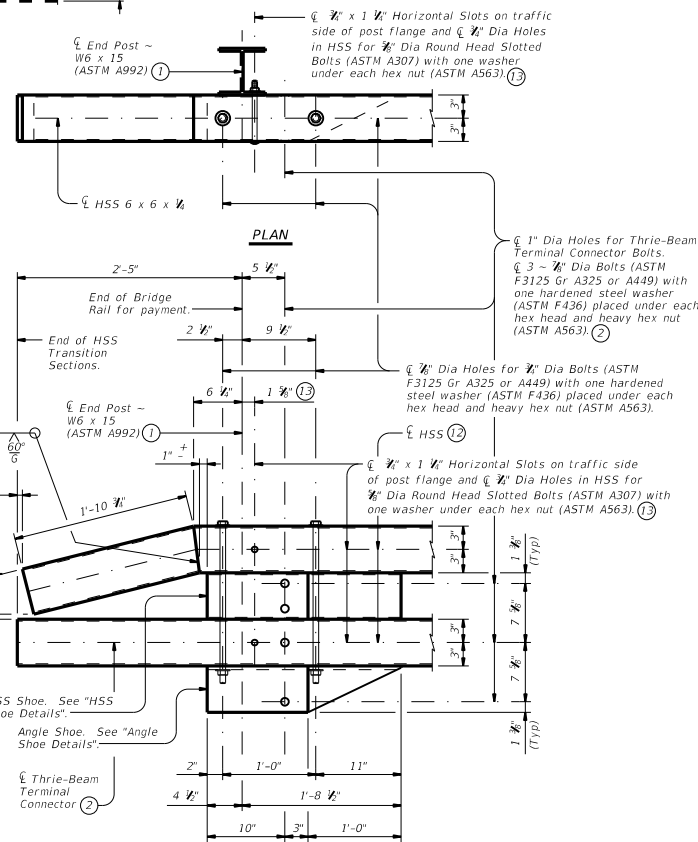 ℄ ¾" x 1 ¼" Horizontal Slots on traffic
side of post flange and ℄ ¾" Dia Holes
in HSS for ⅝" Dia Round Head Slotted
Bolts (ASTM A307) with one washer
under each hex nut (ASTM A563). 13
℄ End Post ~
W6 x 15
(ASTM A992) 1
3"
3"
℄ HSS 6 x 6 x ¼
PLAN
℄ 1" Dia Holes for Thrie-Beam
Terminal Connector Bolts.
℄ 3 ~ ⅞" Dia Bolts (ASTM
F3125 Gr A325 or A449) with
one hardened steel washer
(ASTM F436) placed under each
hex head and heavy hex nut
(ASTM A563). 2
2'-5"
5 ½"
End of Bridge
Rail for payment.
2 ½"
9 ½"
End of HSS
Transition
Sections.
℄ ⅞" Dia Holes for ¾" Dia Bolts (ASTM
F3125 Gr A325 or A449) with one hardened
steel washer (ASTM F436) placed under each
hex head and heavy hex nut (ASTM A563).
6 ¼"
1 ⅝" 13
℄ End Post ~
W6 x 15
(ASTM A992) 1
℄ HSS 12
60°
G
1" ±
℄ ¾" x 1 ¼" Horizontal Slots on traffic side
of post flange and ℄ ¾" Dia Holes in HSS for
⅝" Dia Round Head Slotted Bolts (ASTM A307) with
one washer under each hex nut (ASTM A563). 13
1'-10 ¾"
3"
3"
1 ⅜"
(Typ)
7 ⅝"
3"
3"
7 ⅝"
1 ⅜"
(Typ)
SS Shoe. See "HSS
oe Details".
Angle Shoe. See "Angle
Shoe Details".
℄ Thrie-Beam
Terminal
Connector 2
2"
1'-0"
11"
4 ½"
1'-8 ½"
10"
3"
1'-0"